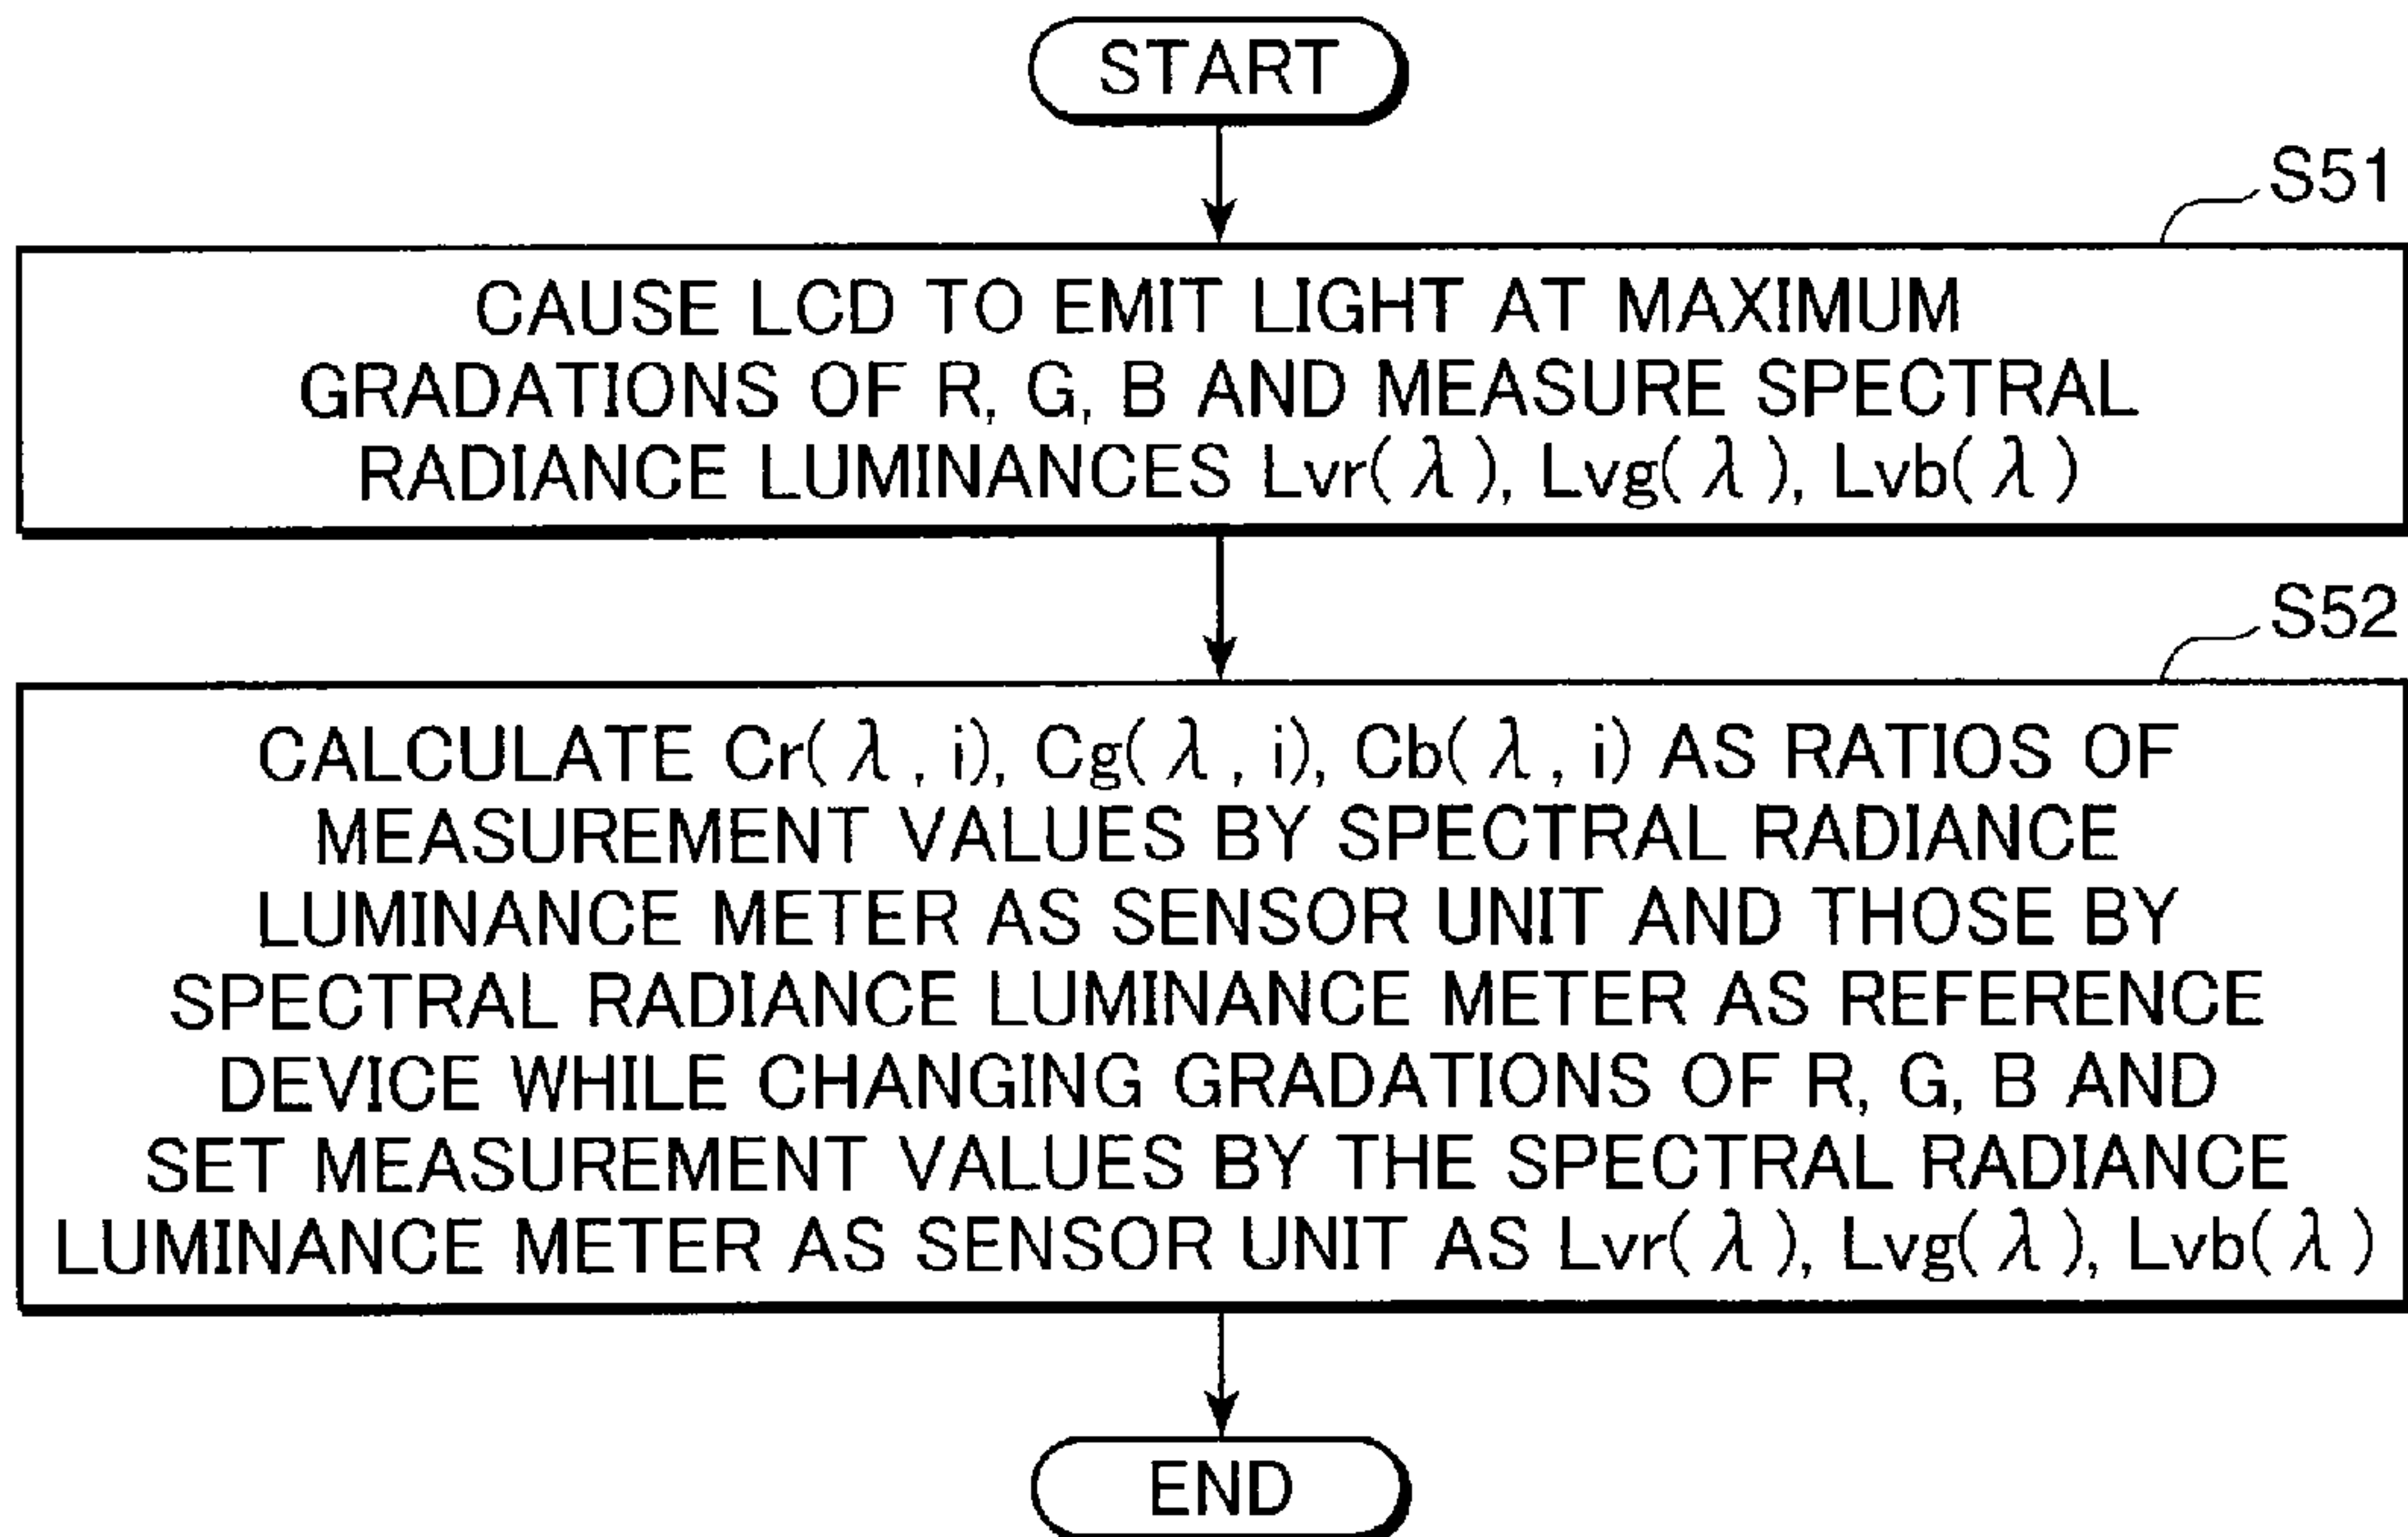 START
S51
CAUSE LCD TO EMIT LIGHT AT MAXIMUM
GRADATIONS OF R, G, B AND MEASURE SPECTRAL
RADIANCE LUMINANCES Lvr(λ), Lvg(λ), Lvb(λ)
S52
CALCULATE Cr(λ, i), Cg(λ, i), Cb(λ, i) AS RATIOS OF
MEASUREMENT VALUES BY SPECTRAL RADIANCE
LUMINANCE METER AS SENSOR UNIT AND THOSE BY
SPECTRAL RADIANCE LUMINANCE METER AS REFERENCE
DEVICE WHILE CHANGING GRADATIONS OF R, G, B AND
SET MEASUREMENT VALUES BY THE SPECTRAL RADIANCE
LUMINANCE METER AS SENSOR UNIT AS Lvr(λ), Lvg(λ), Lvb(λ)
END